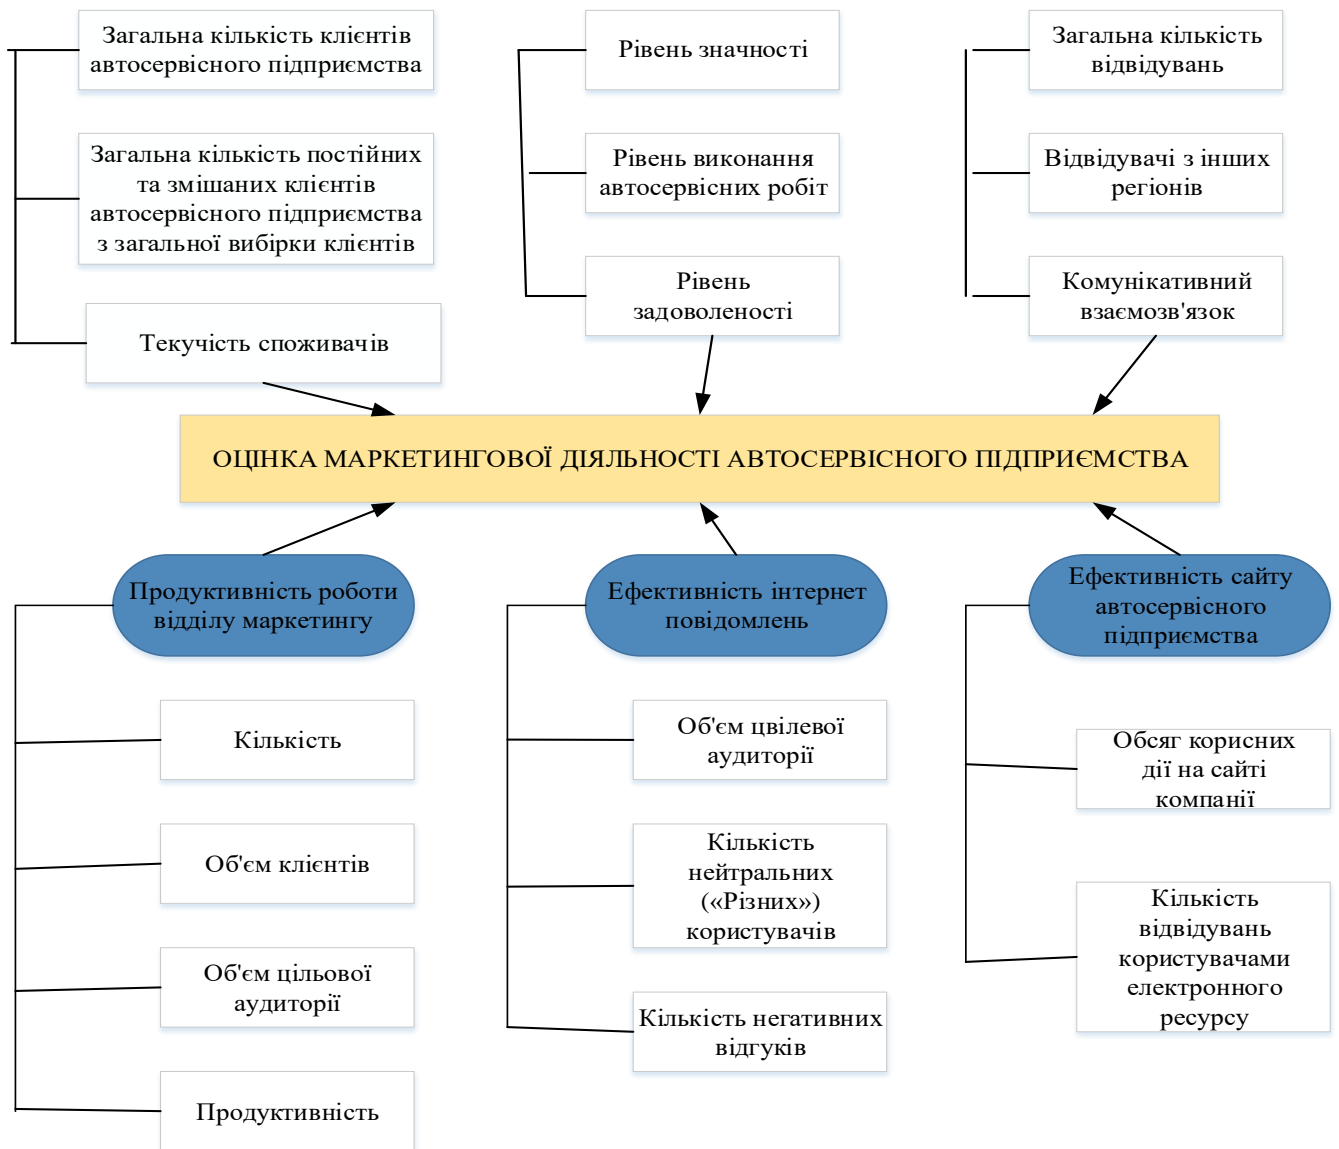 Загальна кількість клієнтів
автосервісного підприємства
Загальна кількість постійних
та змішаних клієнтів
автосервісного підприємства
з загальної вибірки клієнтів
Текучість споживачів
Рівень значності
Рівень виконання
автосервісних робіт
Рівень
задоволеності
Загальна кількість
відвідувань
Відвідувачі з інших
регіонів
Комунікативний
взаємозв'язок
ОЦІНКА МАРКЕТИНГОВОЇ ДІЯЛЬНОСТІ АВТОСЕРВІСНОГО ПІДПРИЄМСТВА
Продуктивність роботи
відділу маркетингу
Кількість
Об'єм клієнтів
Об'єм цільової
аудиторії
Продуктивність
Ефективність інтернет
повідомлень
Об'єм цвілевої
аудиторії
Кількість
нейтральних
(«Різних»)
користувачів
Кількість негативних
відгуків
Ефективність сайту
автосервісного
підприємства
Обсяг корисних
дії на сайті
компанії
Кількість
відвідувань
користувачами
електронного
ресурсу